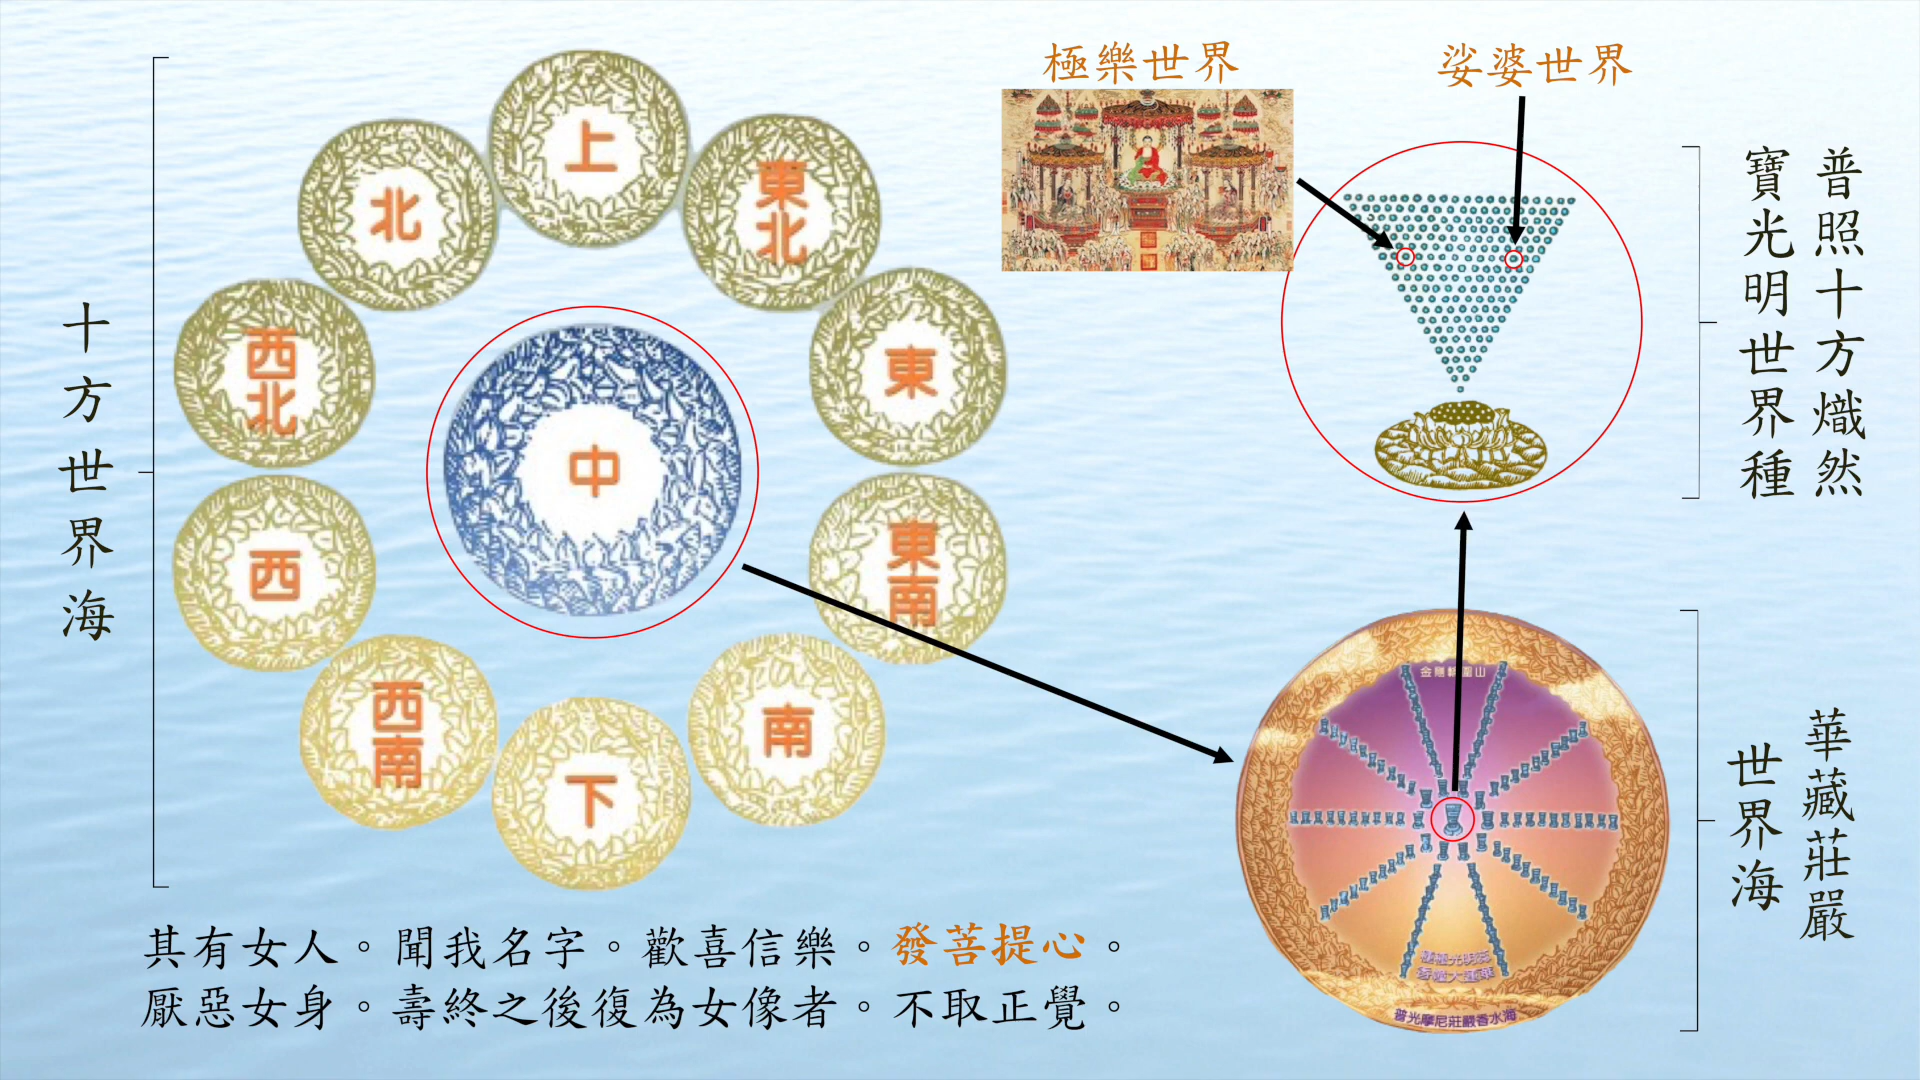 極樂世界
娑婆世界
十方世界海
上
北
東北
西北
東
中
西
東南
西南
南
下
普照十方熾然
寶光明世界種
華藏莊嚴
世界海
普光摩尼莊嚴香水海
其有女人。聞我名字。歡喜信樂。發菩提心。
厭惡女身。壽終之後復為女像者。不取正覺。